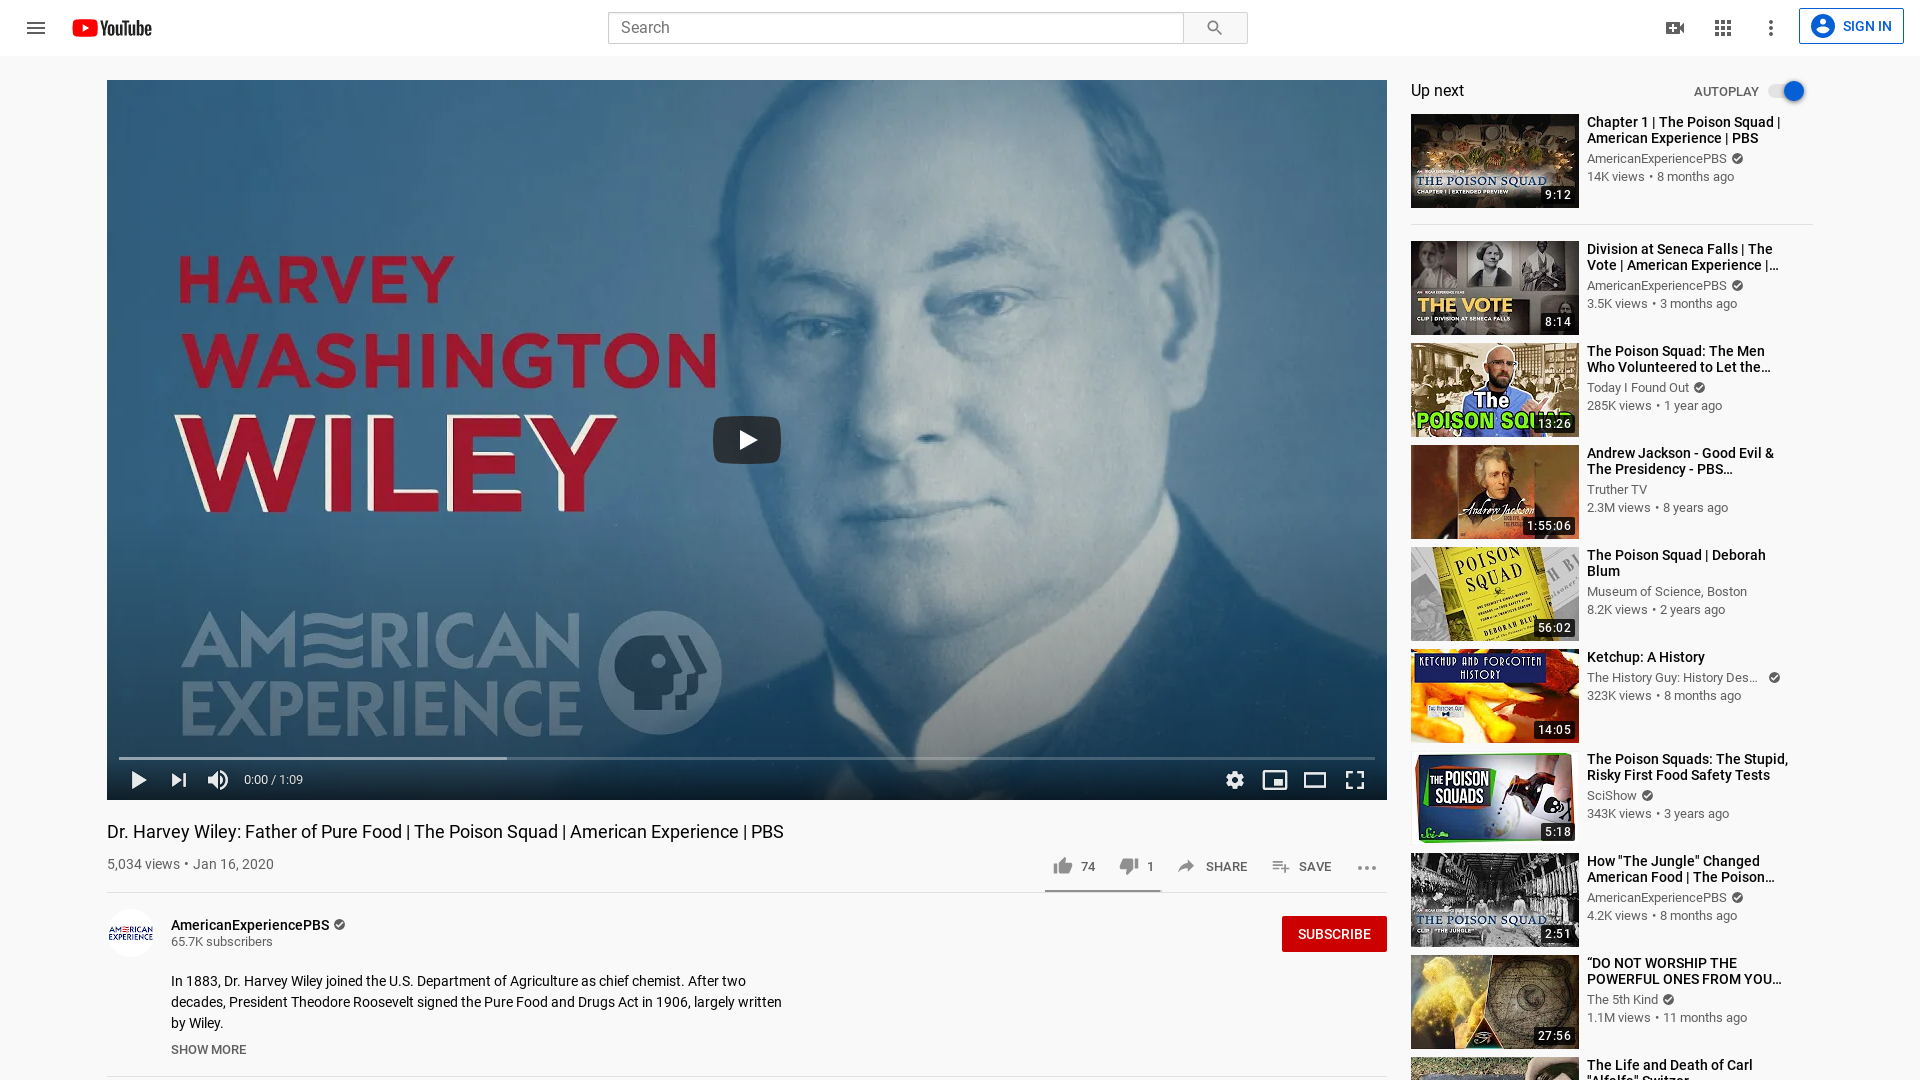 YouTube
Search
SIGN IN
HARVEY
WASHINGTON
WILEY
AMERICAN
EXPERIENCE
0:00 / 1:09
Dr. Harvey Wiley: Father of Pure Food | The Poison Squad | American Experience | PBS
5,034 views • Jan 16, 2020
74
1
SHARE
SAVE
AMERICAN
EXPERIENCE
AmericanExperiencePBS
65.7K subscribers
SUBSCRIBE
In 1883, Dr. Harvey Wiley joined the U.S. Department of Agriculture as chief chemist. After two
decades, President Theodore Roosevelt signed the Pure Food and Drugs Act in 1906, largely written
by Wiley.
SHOW MORE
Up next
AUTOPLAY
THE POISON SQUAD
CHAPTER 1 | EXTENDED PREVIEW
9:12
Chapter 1 | The Poison Squad |
American Experience | PBS
AmericanExperiencePBS
14K views • 8 months ago
THE VOTE
CLIP | DIVISION AT SENECA FALLS
8:14
Division at Seneca Falls | The
Vote | American Experience |...
AmericanExperiencePBS
3.5K views • 3 months ago
The
POISON SQUAD
13:26
The Poison Squad: The Men
Who Volunteered to Let the...
Today I Found Out
285K views • 1 year ago
Andrew Jackson
1:55:06
Andrew Jackson - Good Evil &
The Presidency - PBS...
Truther TV
2.3M views • 8 years ago
POISON
SQUAD
DEBORAH BLUM
56:02
The Poison Squad | Deborah
Blum
Museum of Science, Boston
8.2K views • 2 years ago
KETCHUP AND FORGOTTEN
HISTORY
THE HISTORY GUY
14:05
Ketchup: A History
The History Guy: History Des...
323K views • 8 months ago
THE POISON
SQUADS
Sci
5:18
The Poison Squads: The Stupid,
Risky First Food Safety Tests
SciShow
343K views • 3 years ago
THE POISON SQUAD
CLIP | "THE JUNGLE"
2:51
How "The Jungle" Changed
American Food | The Poison...
AmericanExperiencePBS
4.2K views • 8 months ago
27:56
“DO NOT WORSHIP THE
POWERFUL ONES FROM YOU...
The 5th Kind
1.1M views • 11 months ago
The Life and Death of Carl
"Alfalfa" Switzer